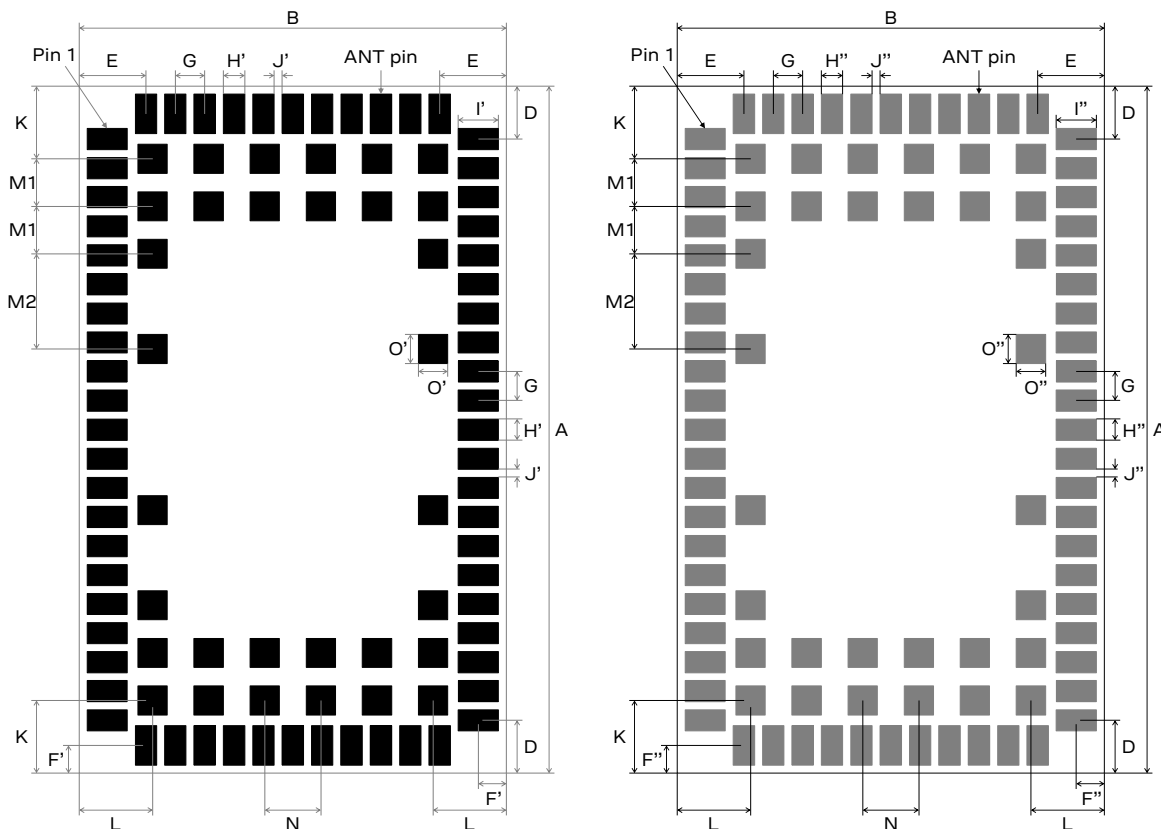 B
E G H' J' ANT pin E
Pin 1
I'
D
K
M1
M1
M2
O'
O'
G
A
H'
J'
K
D
F'
F'
L N L
B
E G H'' J'' ANT pin E
Pin 1
I''
D
K
M1
M1
M2
O''
O''
G
A
H''
J''
K
D
F''
F''
L N L